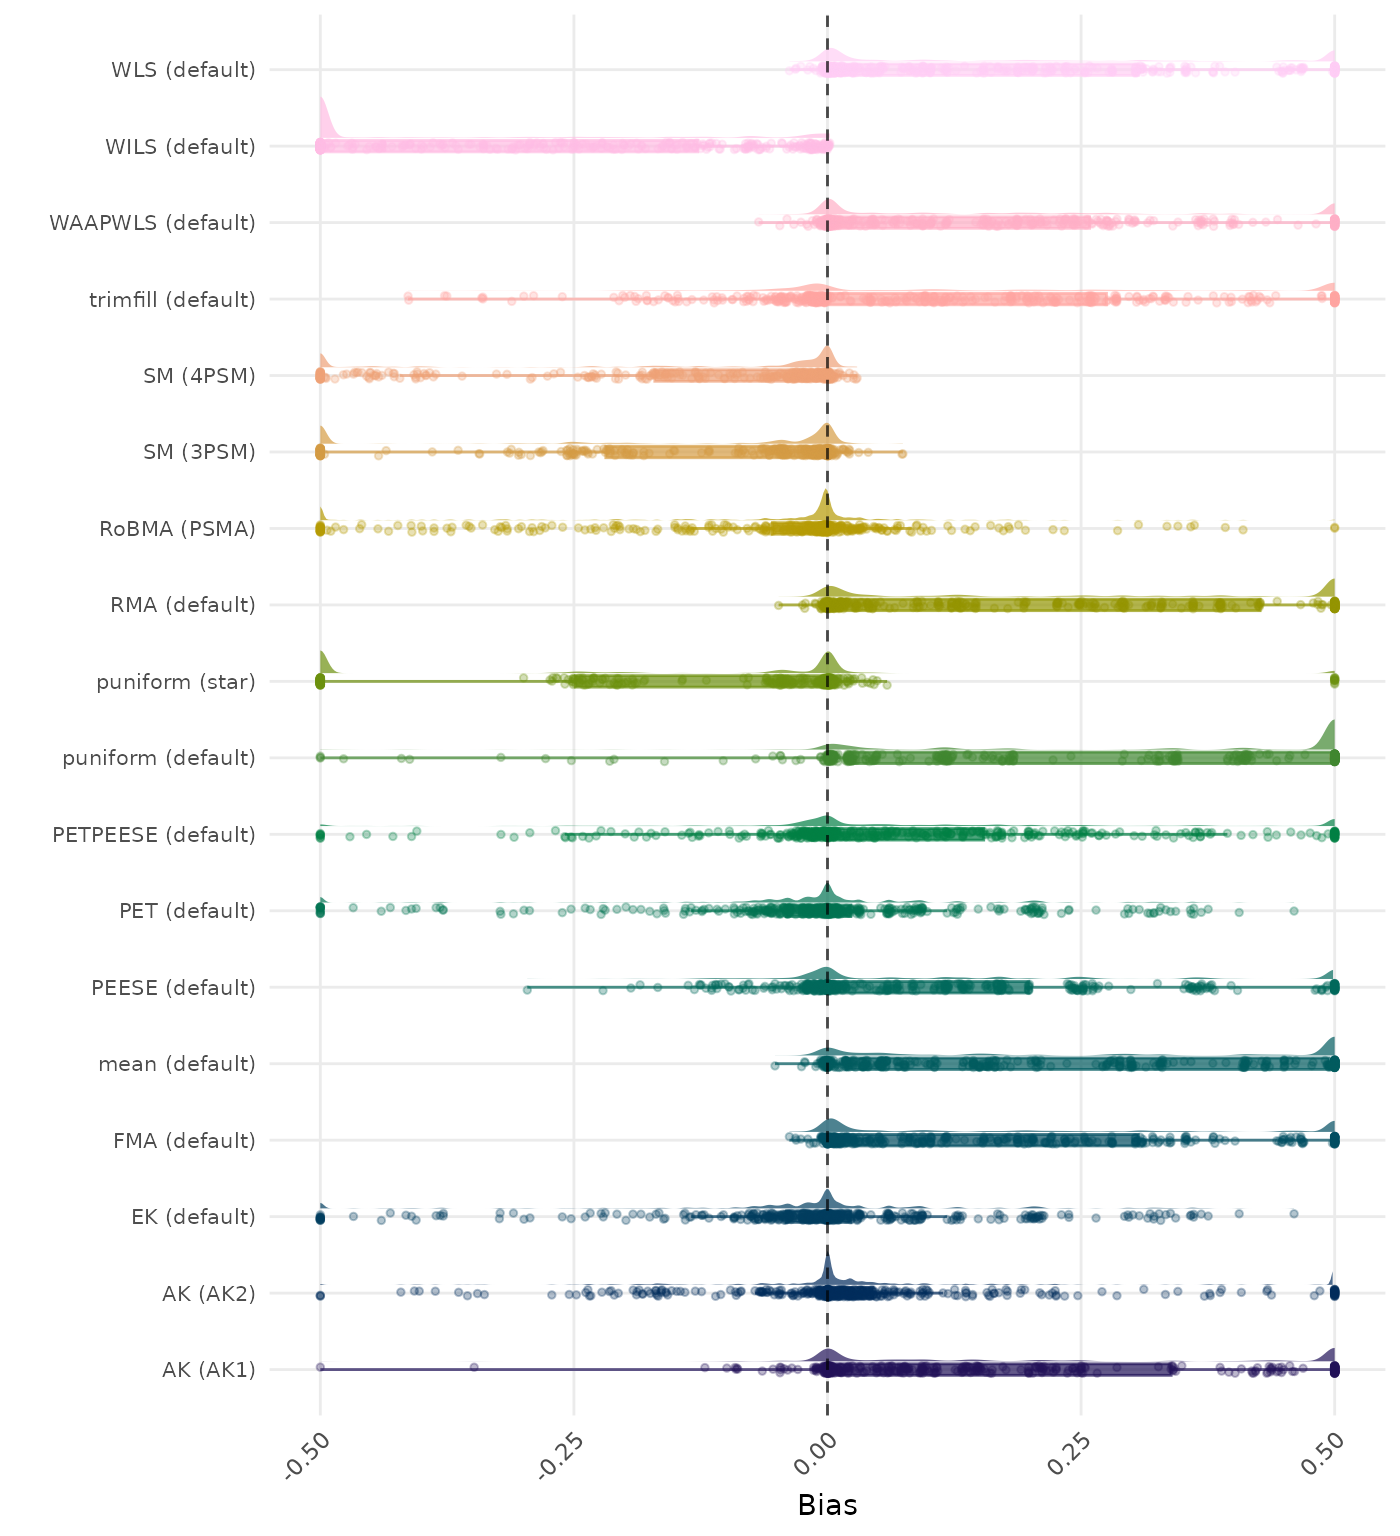 WLS (default)
WILS (default)
WAAPWLS (default)
trimfill (default)
SM (4PSM)
SM (3PSM)
RoBMA (PSMA)
RMA (default)
puniform (star)
puniform (default)
PETPEESE (default)
PET (default)
PEESE (default)
mean (default)
FMA (default)
EK (default)
AK (AK2)
AK (AK1)
-0.50 -0.25 0.00 0.25 0.50
Bias